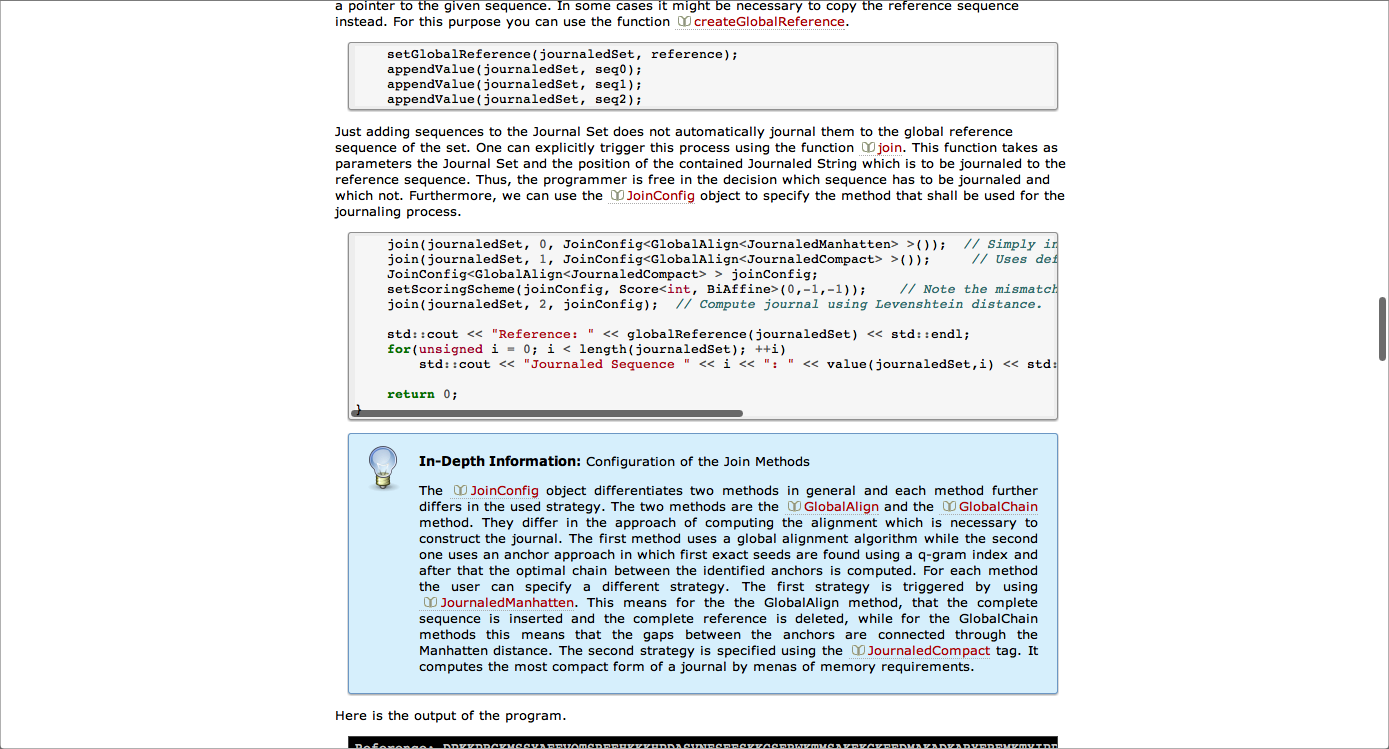 a pointer to the given sequence. In some cases it might be necessary to copy the reference sequence
instead. For this purpose you can use the function createGlobalReference.
setGlobalReference(journaledSet, reference);
appendValue(journaledSet, seq0);
appendValue(journaledSet, seq1);
appendValue(journaledSet, seq2);
Just adding sequences to the Journal Set does not automatically journal them to the global reference
sequence of the set. One can explicitly trigger this process using the function join. This function takes as
parameters the Journal Set and the position of the contained Journaled String which is to be journaled to the
reference sequence. Thus, the programmer is free in the decision which sequence has to be journaled and
which not. Furthermore, we can use the JoinConfig object to specify the method that shall be used for the
journaling process.
join(journaledSet, 0, JoinConfig<GlobalAlign<JournaledManhatten> >());  // Simply in
join(journaledSet, 1, JoinConfig<GlobalAlign<JournaledCompact> >());     // Uses def
JoinConfig<GlobalAlign<JournaledCompact> > joinConfig;
setScoringScheme(joinConfig, Score<int, BiAffine>(0,-1,-1));    // Note the mismatch
join(journaledSet, 2, joinConfig);  // Compute journal using Levenshtein distance.
std::cout << "Reference: " << globalReference(journaledSet) << std::endl;
for(unsigned i = 0; i < length(journaledSet); ++i)
std::cout << "Journaled Sequence " << i << ": " << value(journaledSet,i) << std:
return 0;
}
In-Depth Information: Configuration of the Join Methods
The JoinConfig object differentiates two methods in general and each method further
differs in the used strategy. The two methods are the GlobalAlign and the GlobalChain
method. They differ in the approach of computing the alignment which is necessary to
construct the journal. The first method uses a global alignment algorithm while the second
one uses an anchor approach in which first exact seeds are found using a q-gram index and
after that the optimal chain between the identified anchors is computed. For each method
the user can specify a different strategy. The first strategy is triggered by using
JournaledManhatten. This means for the the GlobalAlign method, that the complete
sequence is inserted and the complete reference is deleted, while for the GlobalChain
methods this means that the gaps between the anchors are connected through the
Manhatten distance. The second strategy is specified using the JournaledCompact tag. It
computes the most compact form of a journal by menas of memory requirements.
Here is the output of the program.
Reference: